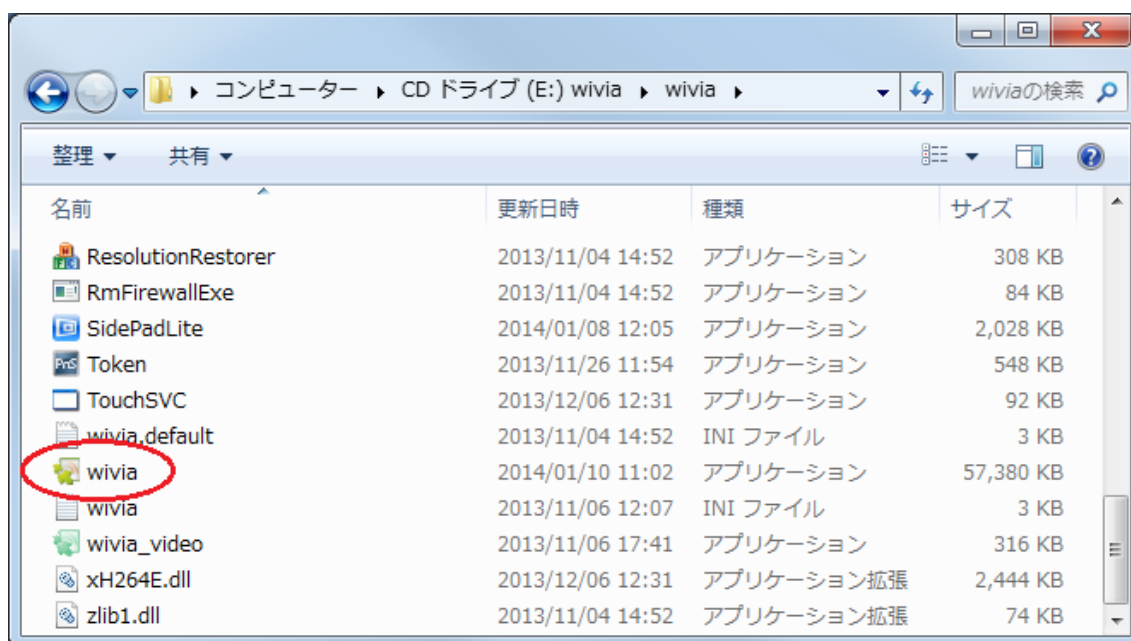 コンピューター ▸ CD ドライブ (E:) wivia ▸ wivia ▸ wiviaの検索
整理 ▼ 共有 ▼
名前 更新日時 種類 サイズ
ResolutionRestorer 2013/11/04 14:52 アプリケーション 308 KB
RmFirewallExe 2013/11/04 14:52 アプリケーション 84 KB
SidePadLite 2014/01/08 12:05 アプリケーション 2,028 KB
PnS Token 2013/11/26 11:54 アプリケーション 548 KB
TouchSVC 2013/12/06 12:31 アプリケーション 92 KB
wivia.default 2013/11/04 14:52 INI ファイル 3 KB
wivia 2014/01/10 11:02 アプリケーション 57,380 KB
wivia 2013/11/06 12:07 INI ファイル 3 KB
wivia_video 2013/11/06 17:41 アプリケーション 316 KB
xH264E.dll 2013/12/06 12:31 アプリケーション拡張 2,444 KB
zlib1.dll 2013/11/04 14:52 アプリケーション拡張 74 KB